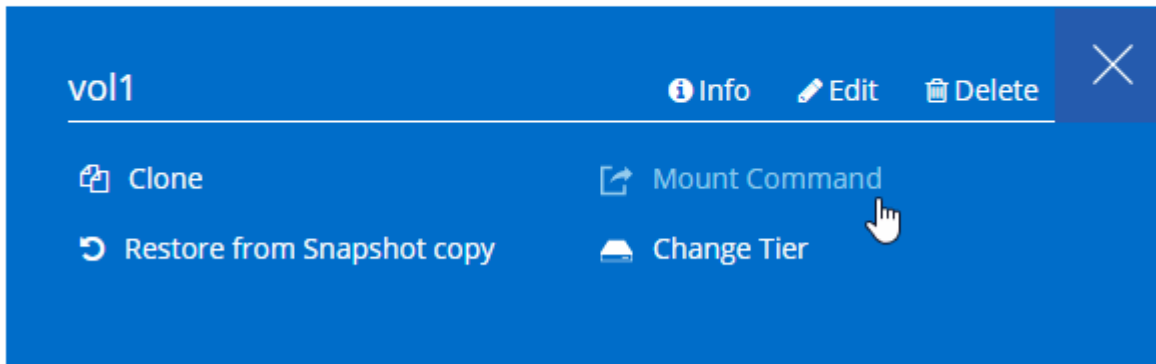 vol1 Info Edit Delete
Clone Mount Command
Restore from Snapshot copy Change Tier